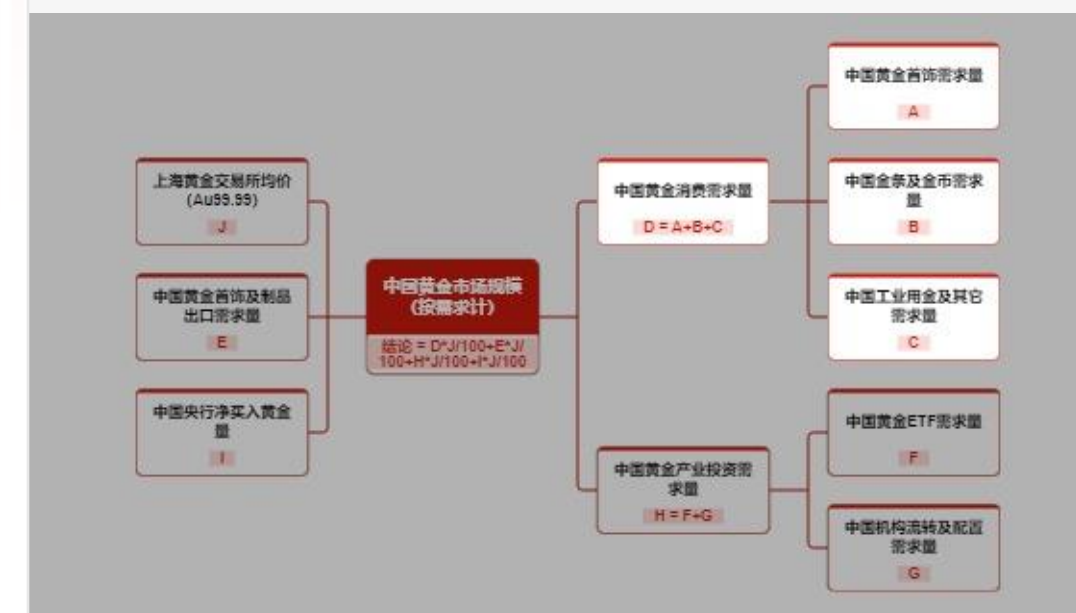 中国黄金首饰需求量
A
上海黄金交易所均价
(Au99.99)
J
中国黄金消费需求量
D = A+B+C
中国金条及金币需求
量
B
中国黄金市场规模
(按需求计)
结论 = D*J/100+E*J/
100+H*J/100+I*J/100
中国黄金首饰及制品
出口需求量
E
中国工业用金及其它
需求量
C
中国央行净买入黄金
量
I
中国黄金产业投资需
求量
H = F+G
中国黄金ETF需求量
F
中国机构流转及配置
需求量
G